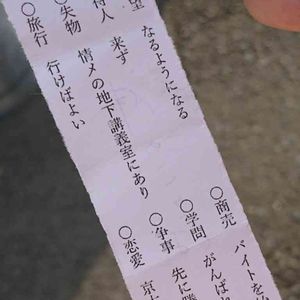 望 なるようになる
待人 来ず
○失物 情メの地下講義室にあり
○旅行 行けばよい
○商売 バイトを
○学問 がんば
○争事 先に
○恋愛 京